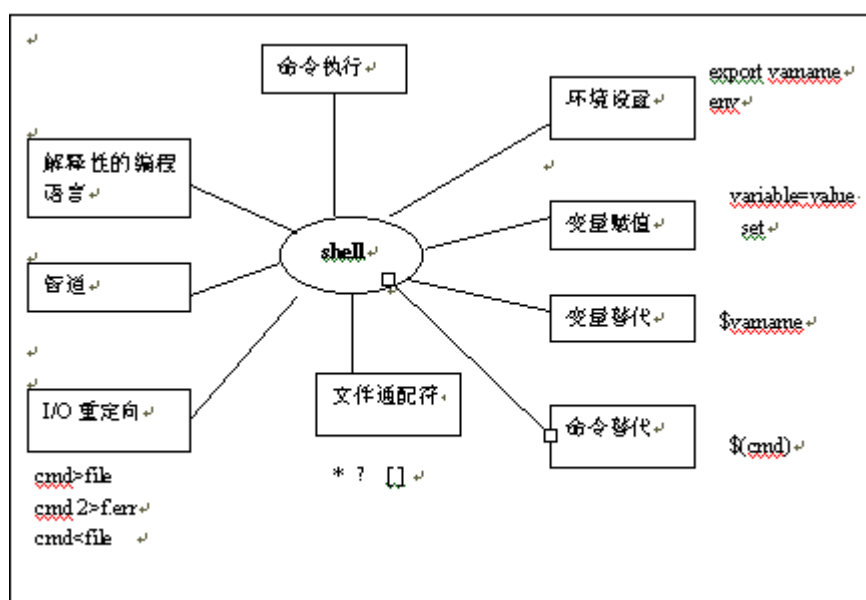 命令执行
环境设置
export varname
env
解释性的编程
语言
variable=value
set
变量赋值
shell
管道
变量替代
$varname
I/O 重定向
文件通配符
命令替代
$(cmd)
cmd>file
cmd 2>f.err
cmd<file
* ? []